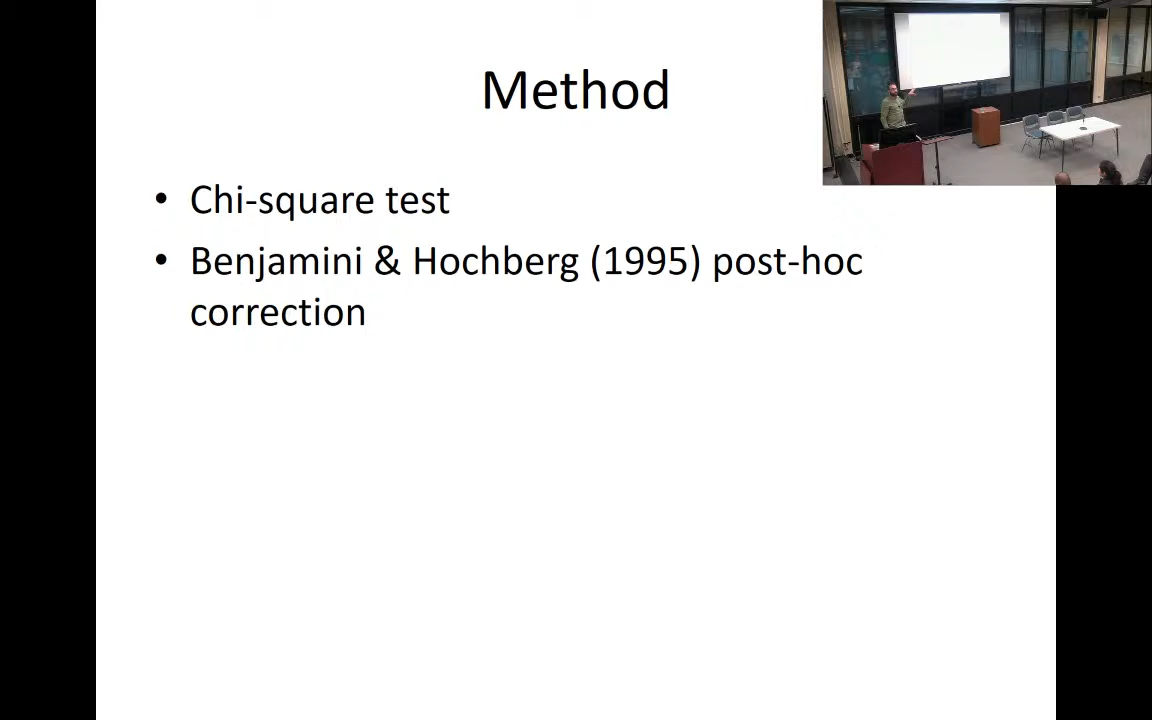 Method
• Chi-square test
• Benjamini & Hochberg (1995) post-hoc
correction